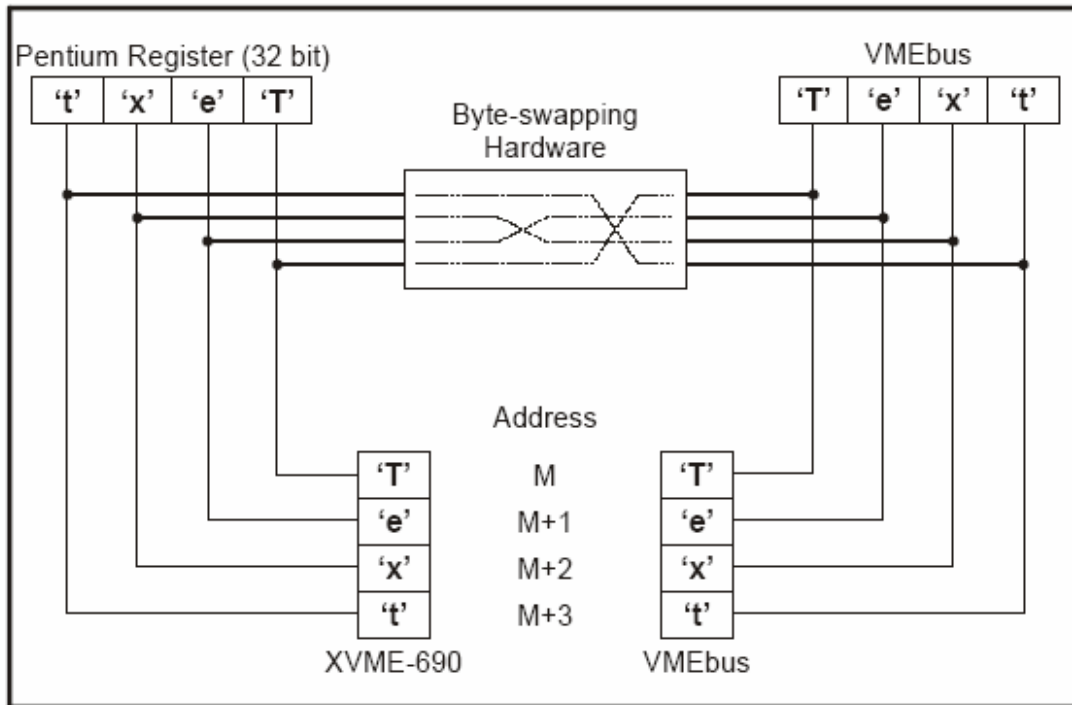 Pentium Register (32 bit)
VMEbus
‘t’ ‘x’ ‘e’ ‘T’
‘T’ ‘e’ ‘x’ ‘t’
Byte-swapping
Hardware
Address
‘T’ M ‘T’
‘e’ M+1 ‘e’
‘x’ M+2 ‘x’
‘t’ M+3 ‘t’
XVME-690
VMEbus